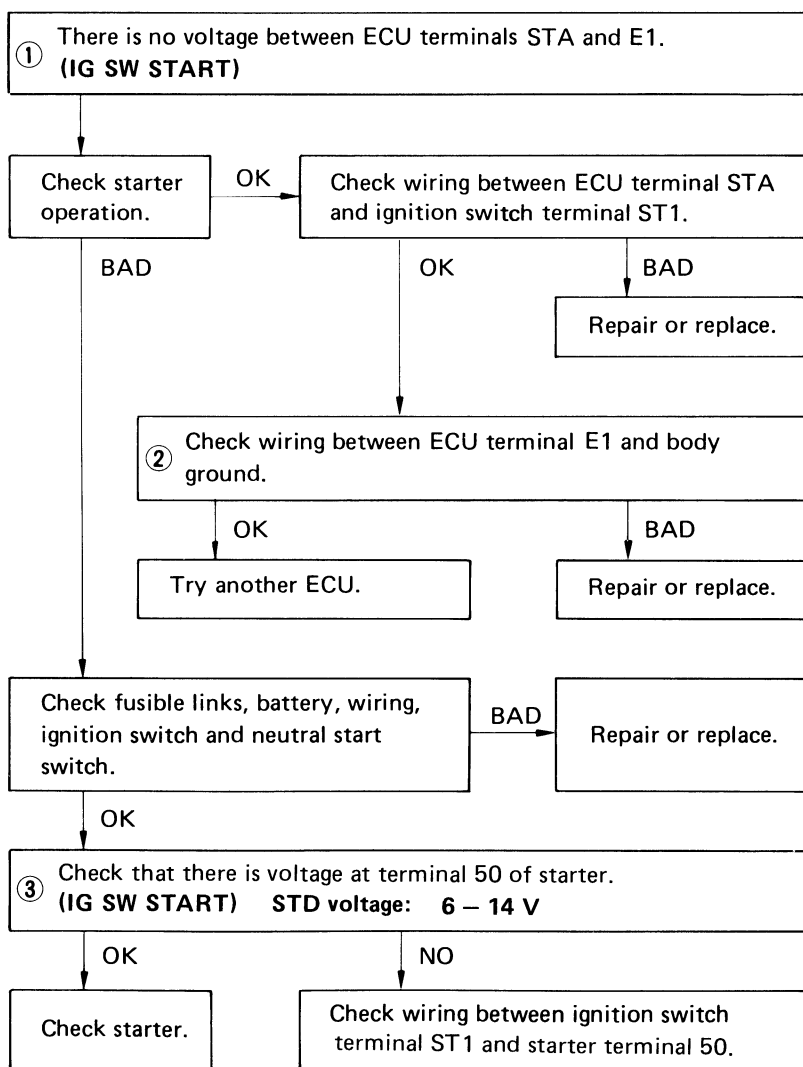 ① There is no voltage between ECU terminals STA and E1.
(IG SW START)
Check starter
operation.
OK
Check wiring between ECU terminal STA
and ignition switch terminal ST1.
BAD
OK
BAD
Repair or replace.
② Check wiring between ECU terminal E1 and body
ground.
OK
BAD
Try another ECU.
Repair or replace.
Check fusible links, battery, wiring,
ignition switch and neutral start
switch.
BAD
Repair or replace.
OK
③ Check that there is voltage at terminal 50 of starter.
(IG SW START) STD voltage: 6 – 14 V
OK
NO
Check starter.
Check wiring between ignition switch
terminal ST1 and starter terminal 50.